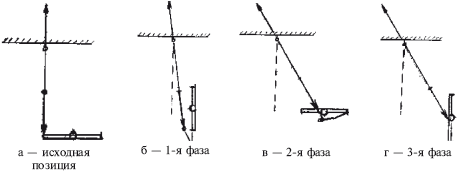 а — исходная
позиция
б — 1-я фаза
в — 2-я фаза
г — 3-я фаза